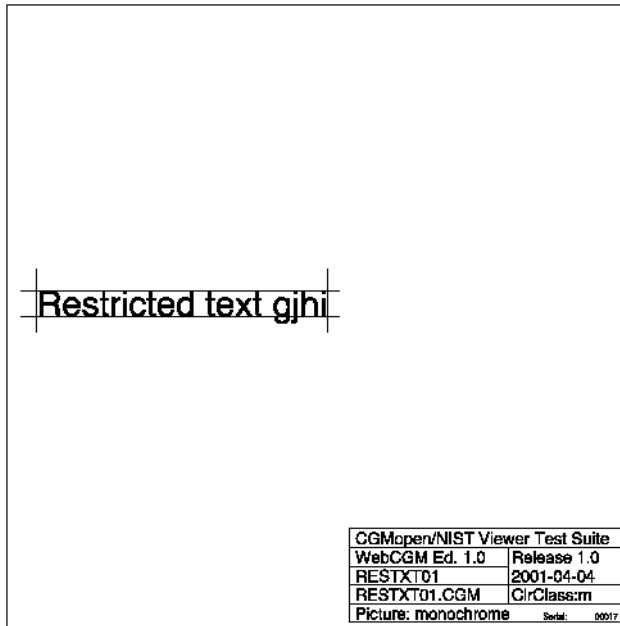 Restricted text gjhi
CGMopen/NIST Viewer Test Suite
WebCGM Ed. 1.0 Release 1.0
RESTXT01 2001-04-04
RESTXT01.CGM ClrClass:m
Picture: monochrome Serial: 00017